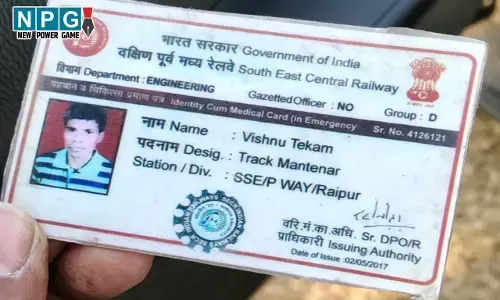 NPG
NEW POWER GAME
भारत सरकार Government of India
दक्षिण पूर्व मध्य रेलवे South East Central Railway
विभाग Department : ENGINEERING Gazetted Officer : NO Group : D
पहचान व चिकित्सा प्रमाण पत्र Identity Cum Medical Card (in Emergency Sr. No. 4126121
नाम Name : Vishnu Tekam
पदनाम Desig. : Track Mantenar
Station / Div. : SSE/P WAY/Raipur
वरि.मं.का.अधि. Sr. DPO/R
प्राधिकारी Issuing Authority
Date of Issue :02/05/2017